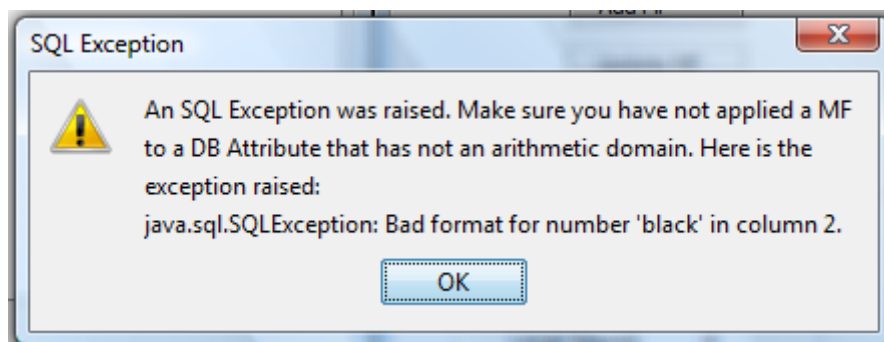 SQL Exception
An SQL Exception was raised. Make sure you have not applied a MF
to a DB Attribute that has not an arithmetic domain. Here is the
exception raised:
java.sql.SQLException: Bad format for number 'black' in column 2.
OK